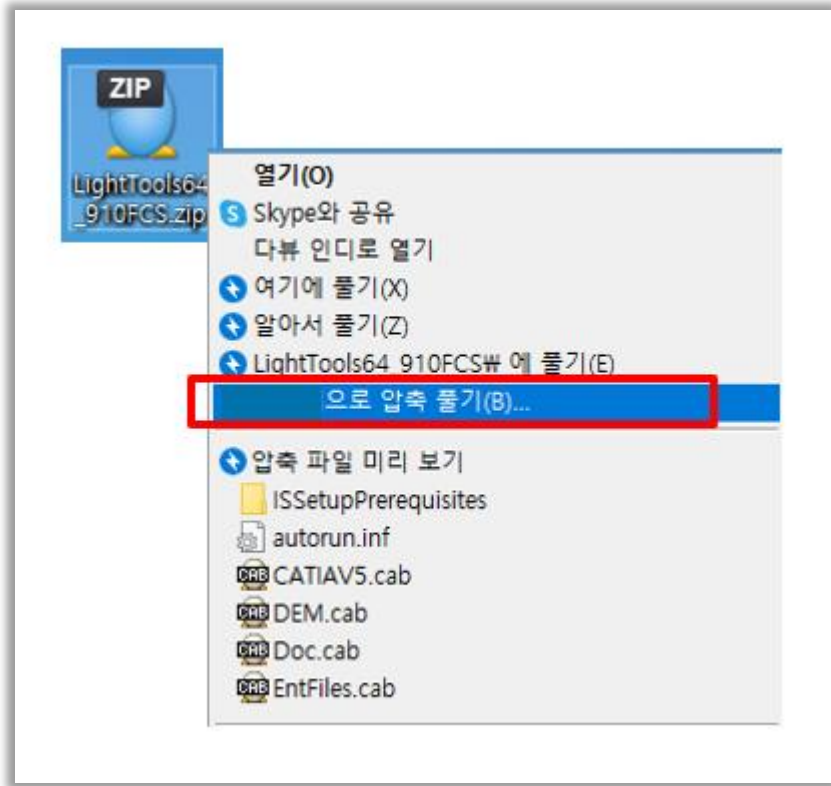 ZIP
LightTools64
_910FCS.zip
열기(O)
Skype와 공유
다뷰 인디로 열기
여기에 풀기(X)
알아서 풀기(Z)
LightTools64_910FCS₩ 에 풀기(E)
으로 압축 풀기(B)...
압축 파일 미리 보기
ISSetupPrerequisites
autorun.inf
CAB CATIAV5.cab
CAB DEM.cab
CAB Doc.cab
CAB EntFiles.cab